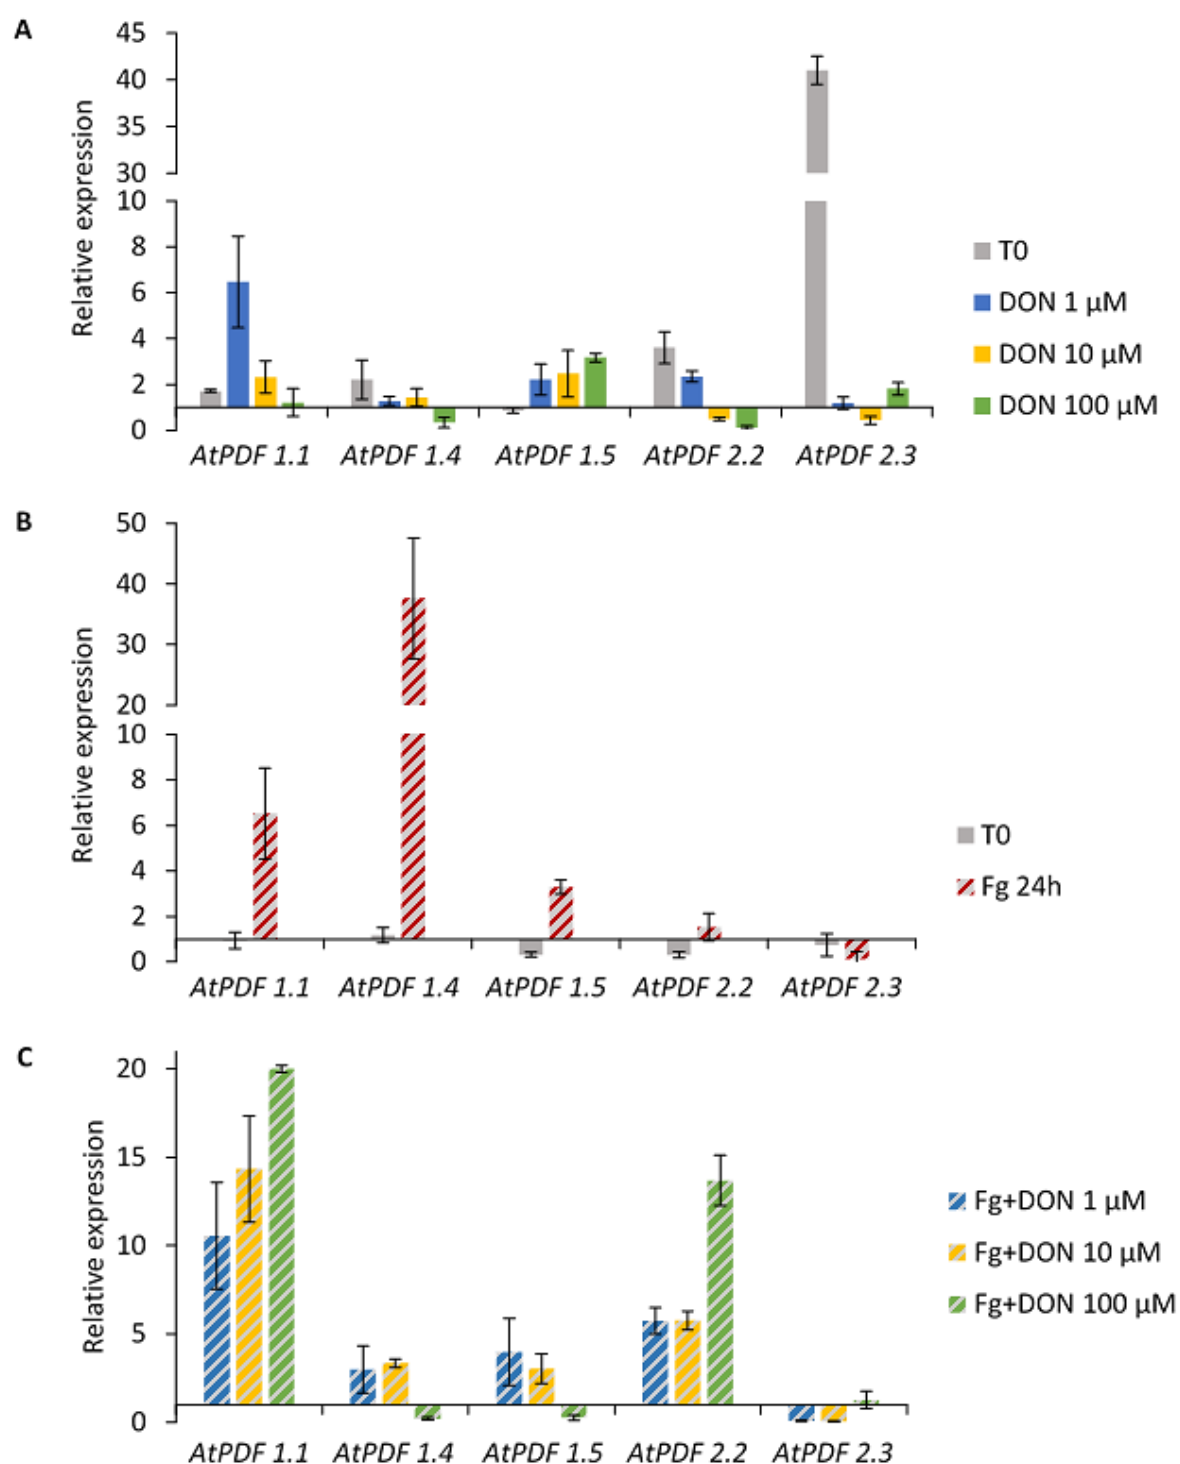 A
45
40
35
30
10
8
6
4
2
0
Relative expression
Relative expression
AtPDF 1.1 AtPDF 1.4 AtPDF 1.5 AtPDF 2.2 AtPDF 2.3
T0
DON 1 µM
DON 10 µM
DON 100 µM
B
50
40
30
20
10
8
6
4
2
0
Relative expression
Relative expression
AtPDF 1.1 AtPDF 1.4 AtPDF 1.5 AtPDF 2.2 AtPDF 2.3
T0
Fg 24h
C
20
15
10
5
0
Relative expression
AtPDF 1.1 AtPDF 1.4 AtPDF 1.5 AtPDF 2.2 AtPDF 2.3
Fg+DON 1 µM
Fg+DON 10 µM
Fg+DON 100 µM